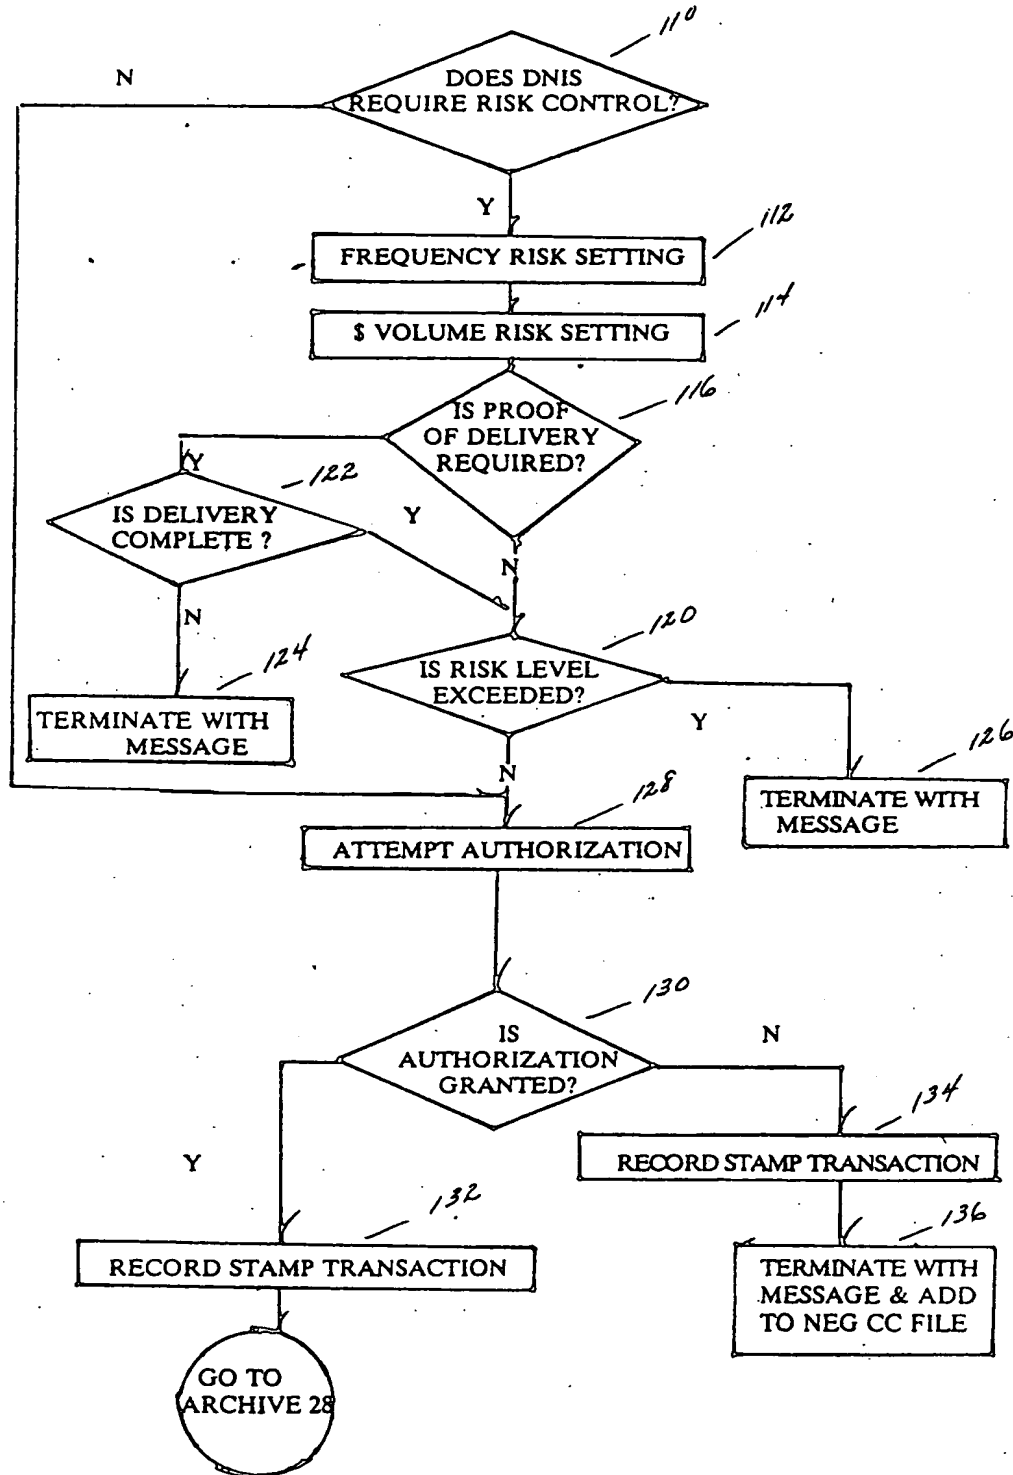 110
DOES DNIS
REQUIRE RISK CONTROL?
N
Y
112
FREQUENCY RISK SETTING
114
$ VOLUME RISK SETTING
116
IS PROOF
OF DELIVERY
REQUIRED?
Y
122
IS DELIVERY
COMPLETE ?
Y
N
N
120
IS RISK LEVEL
EXCEEDED?
124
TERMINATE WITH
MESSAGE
Y
N
126
TERMINATE WITH
MESSAGE
128
ATTEMPT AUTHORIZATION
130
IS
AUTHORIZATION
GRANTED?
N
134
RECORD STAMP TRANSACTION
Y
132
RECORD STAMP TRANSACTION
136
TERMINATE WITH
MESSAGE & ADD
TO NEG CC FILE
GO TO
ARCHIVE 28